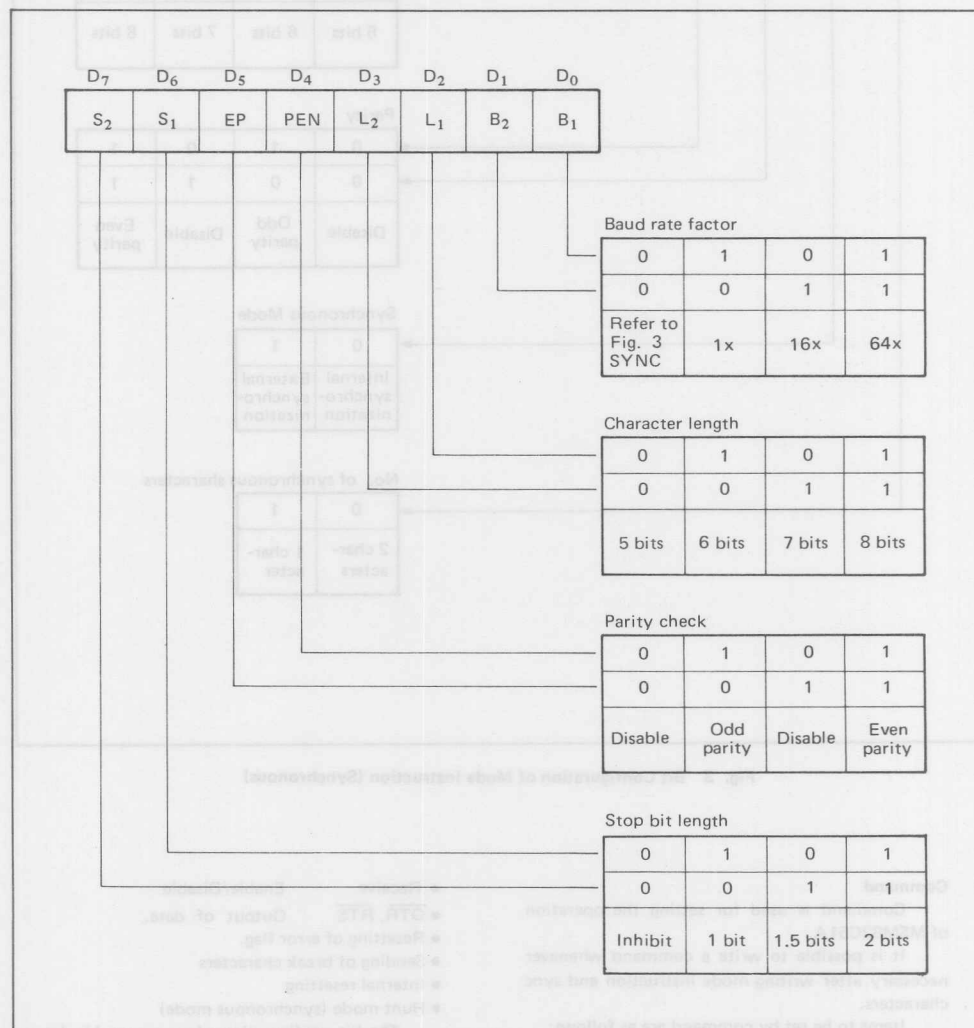 D7 D6 D5 D4 D3 D2 D1 D0
S2 S1 EP PEN L2 L1 B2 B1
Baud rate factor
0 1 0 1
0 0 1 1
Refer to
Fig. 3
SYNC
1x 16x 64x
Character length
0 1 0 1
0 0 1 1
5 bits 6 bits 7 bits 8 bits
Parity check
0 1 0 1
0 0 1 1
Disable Odd parity Disable Even parity
Stop bit length
0 1 0 1
0 0 1 1
Inhibit 1 bit 1.5 bits 2 bits